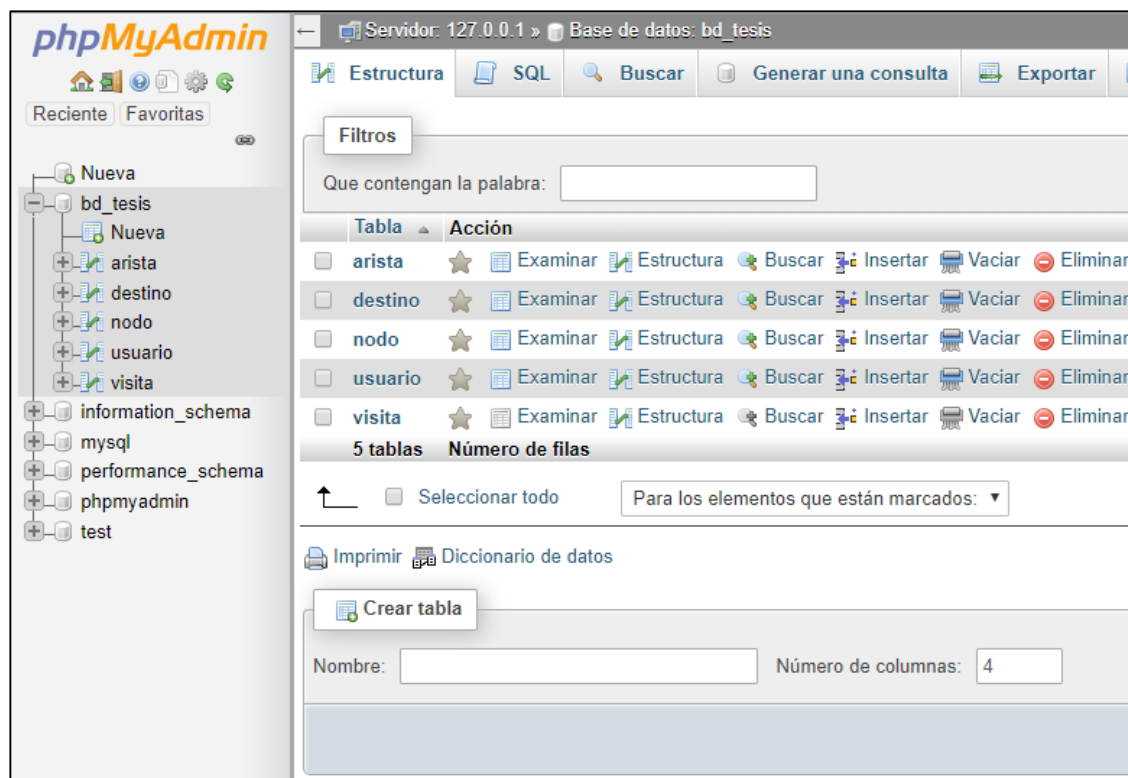 phpMyAdmin
Reciente Favoritas
Nueva
bd_tesis
Nueva
arista
destino
nodo
usuario
visita
information_schema
mysql
performance_schema
phpmyadmin
test
Servidor: 127.0.0.1 » Base de datos: bd_tesis
Estructura SQL Buscar Generar una consulta Exportar
Filtros
Que contengan la palabra:
Tabla Acción
arista Examinar Estructura Buscar Insertar Vaciar Eliminar
destino Examinar Estructura Buscar Insertar Vaciar Eliminar
nodo Examinar Estructura Buscar Insertar Vaciar Eliminar
usuario Examinar Estructura Buscar Insertar Vaciar Eliminar
visita Examinar Estructura Buscar Insertar Vaciar Eliminar
5 tablas Número de filas
Seleccionar todo Para los elementos que están marcados:
Imprimir Diccionario de datos
Crear tabla
Nombre: Número de columnas: 4